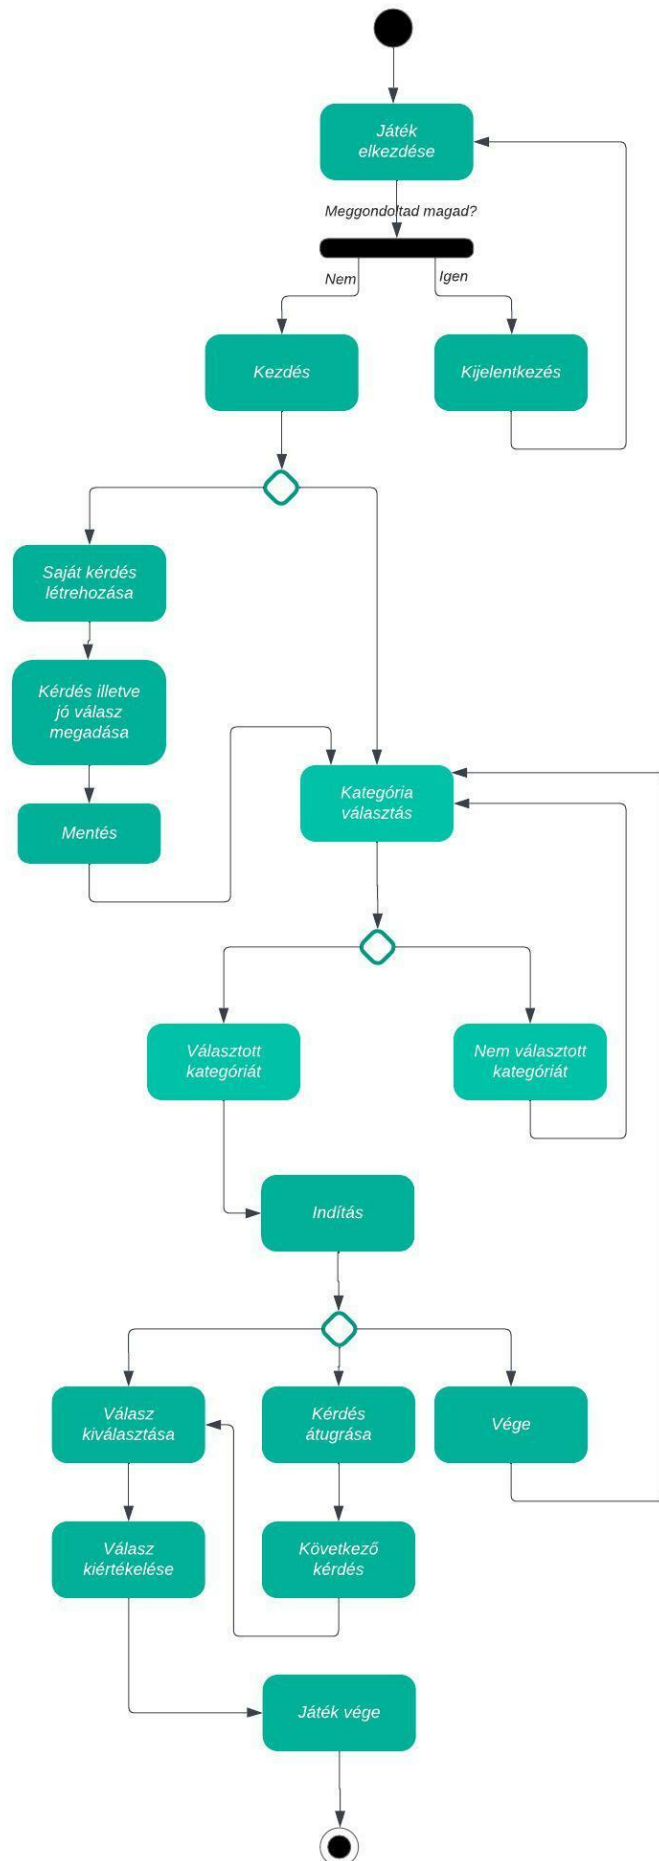 Játék
elkezdése
Meggondoltad magad?
Nem
Igen
Kezdés
Kijelentkezés
Saját kérdés
létrehozása
Kérdés illetve
jó válasz
megadása
Mentés
Kategória
választás
Választott
kategóriát
Nem választott
kategóriát
Indítás
Válasz
kiválasztása
Kérdés
átugrása
Vége
Válasz
kiértékelése
Következő
kérdés
Játék vége